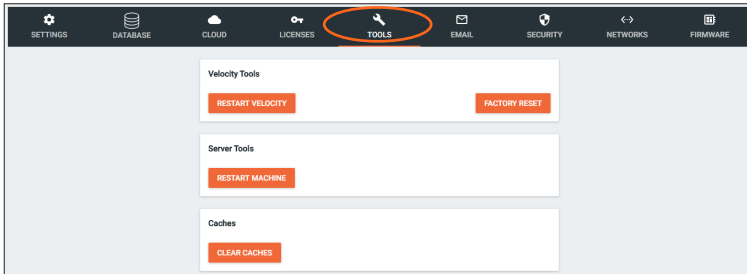 SETTINGS DATABASE CLOUD LICENSES TOOLS EMAIL SECURITY NETWORKS FIRMWARE
Velocity Tools
RESTART VELOCITY FACTORY RESET
Server Tools
RESTART MACHINE
Caches
CLEAR CACHES